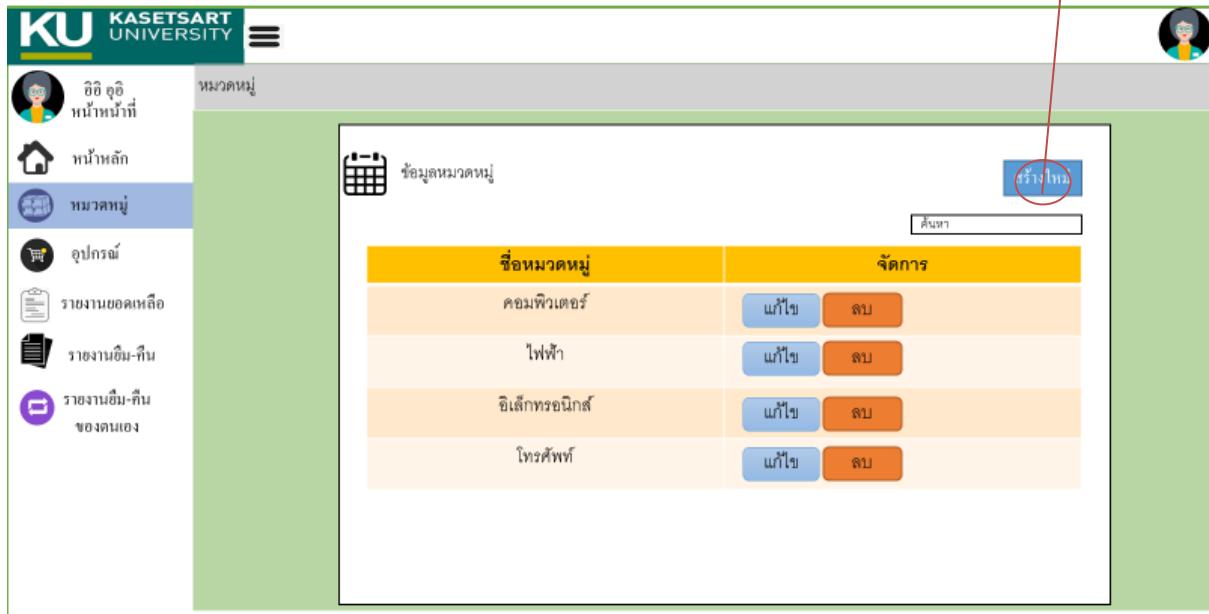 KU KASETSART
UNIVERSITY
อิอิ อุอิ
หน้าหน้าที่
หมวดหมู่
หน้าหลัก
หมวดหมู่
อุปกรณ์
รายงานยอดเหลือ
รายงานยืม-คืน
รายงานยืม-คืน
ของตนเอง
ข้อมูลหมวดหมู่
สร้างใหม่
ค้นหา
ชื่อหมวดหมู่ จัดการ
คอมพิวเตอร์ แก้ไข ลบ
ไฟฟ้า แก้ไข ลบ
อิเล็กทรอนิกส์ แก้ไข ลบ
โทรศัพท์ แก้ไข ลบ